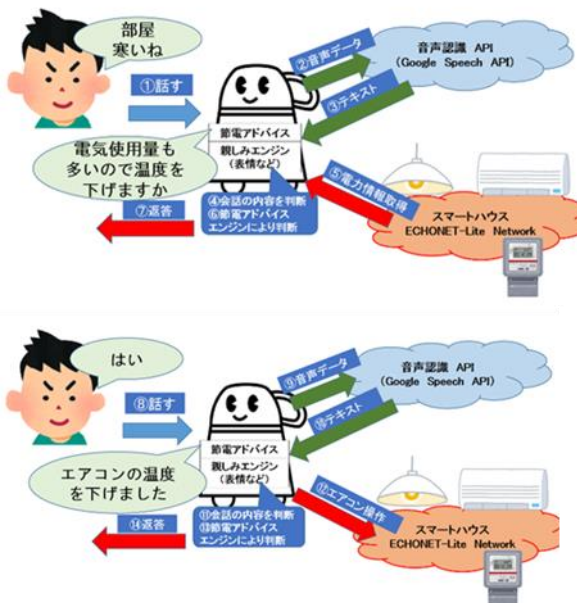 部屋
寒いね
①話す
②音声データ
音声認識 API
(Google Speech API)
③テキスト
節電アドバイス
親しみエンジン
(表情など)
電気使用量も
多いので温度を
下げますか
④会話の内容を判断
⑥節電アドバイス
エンジンにより判断
⑤電力情報取得
⑦返答
スマートハウス
ECHONET-Lite Network
はい
⑧話す
⑨音声データ
音声認識 API
(Google Speech API)
⑩テキスト
節電アドバイス
親しみエンジン
(表情など)
エアコンの温度
を下げました
⑪会話の内容を判断
⑬節電アドバイス
エンジンにより判断
⑫エアコン操作
⑭返答
スマートハウス
ECHONET-Lite Network